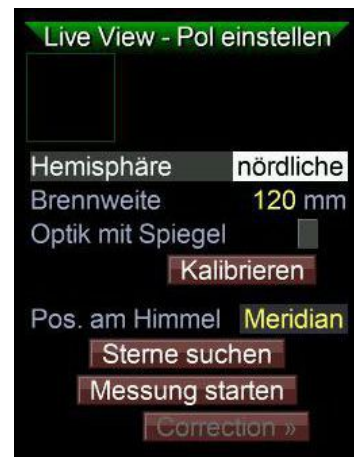 Live View - Pol einstellen
Hemisphäre nördliche
Brennweite 120 mm
Optik mit Spiegel
Kalibrieren
Pos. am Himmel Meridian
Sterne suchen
Messung starten
Correction »